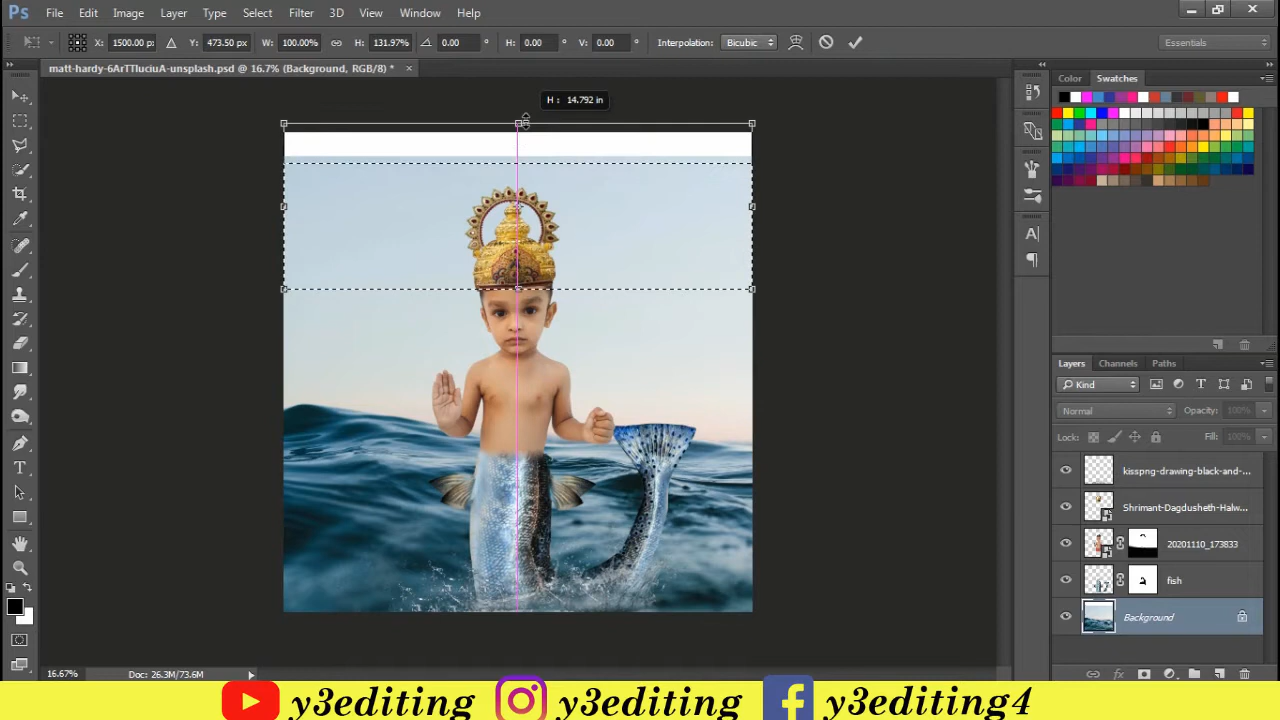 Ps File Edit Image Layer Type Select Filter 3D View Window Help
X: 1500.00 px Y: 473.50 px W: 100.00% H: 131.97% 0.00 ° H: 0.00 ° V: 0.00 ° Interpolation: Bicubic Essentials
matt-hardy-6ArTTluciuA-unsplash.psd @ 16.7% (Background, RGB/8) * ×
Color Swatches
H : 14.792 in
Layers Channels Paths
Kind
Normal Opacity: 100%
Lock: Fill: 100%
kisspng-drawing-black-and-...
Shrimant-Dagdusheth-Halw...
20201110_173833
fish
Background
16.67% Doc: 26.3M/73.6M
y3editing y3editing y3editing4